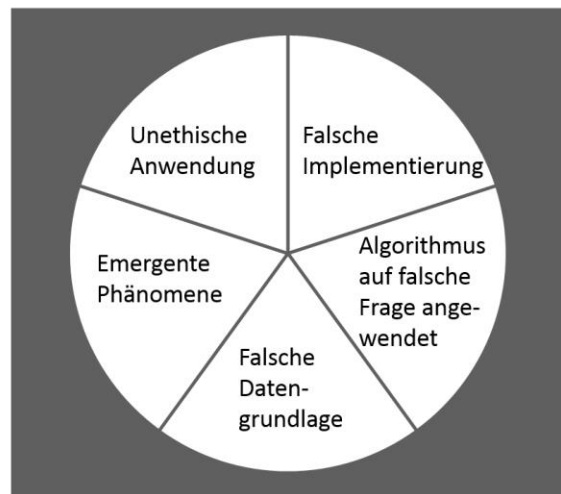 Unethische
Anwendung
Falsche
Implementierung
Algorithmus
auf falsche
Frage ange-
wendet
Falsche
Daten-
grundlage
Emergente
Phänomene